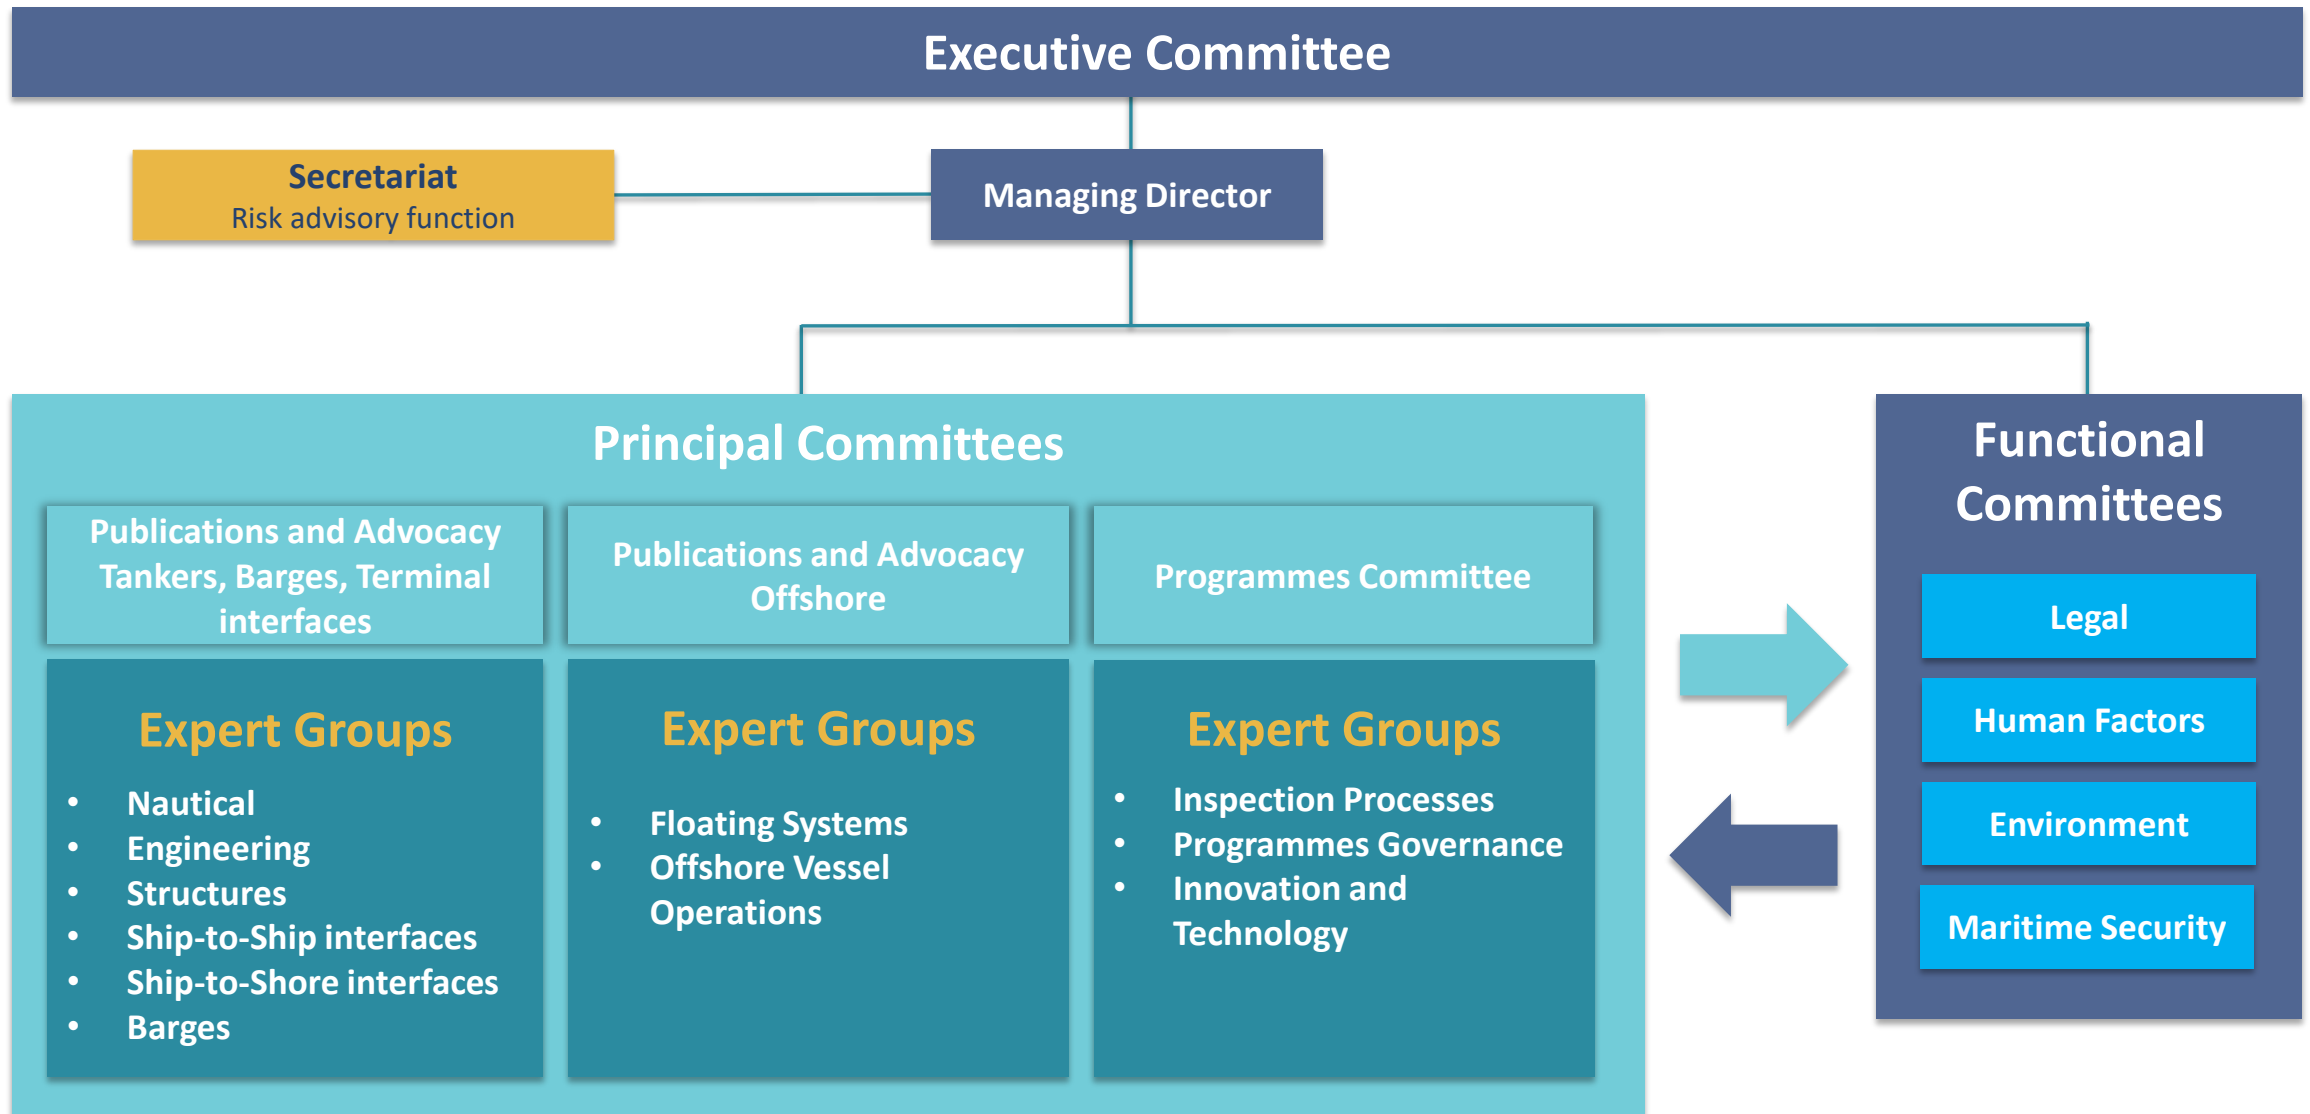 Executive Committee
Secretariat
Risk advisory function
Managing Director
Principal Committees
Publications and Advocacy
Tankers, Barges, Terminal
interfaces
Publications and Advocacy
Offshore
Programmes Committee
Expert Groups
• Nautical
• Engineering
• Structures
• Ship-to-Ship interfaces
• Ship-to-Shore interfaces
• Barges
Expert Groups
• Floating Systems
• Offshore Vessel
Operations
Expert Groups
• Inspection Processes
• Programmes Governance
• Innovation and
Technology
Functional
Committees
Legal
Human Factors
Environment
Maritime Security